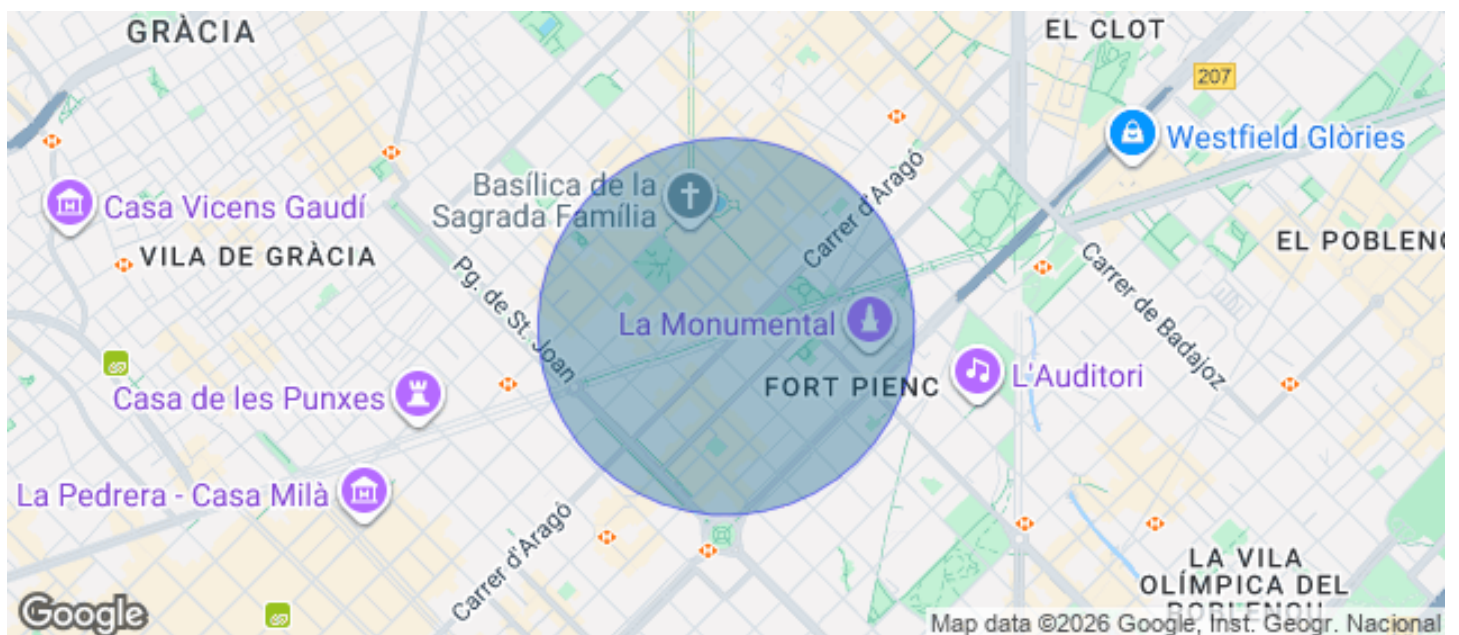 GRÀCIA
EL CLOT
207
Westfield Glòries
Basílica de la
Sagrada Família
Carrer d'Aragó
Casa Vicens Gaudí
VILA DE GRÀCIA
EL POBLENO
Pg. de St. Joan
Carrer de Badajoz
La Monumental
FORT PIENC
L'Auditori
Casa de les Punxes
La Pedrera - Casa Milà
Carrer d'Aragó
LA VILA
OLÍMPICA DEL
POBLENOU
Google
Map data ©2026 Google, Inst. Geogr. Nacional